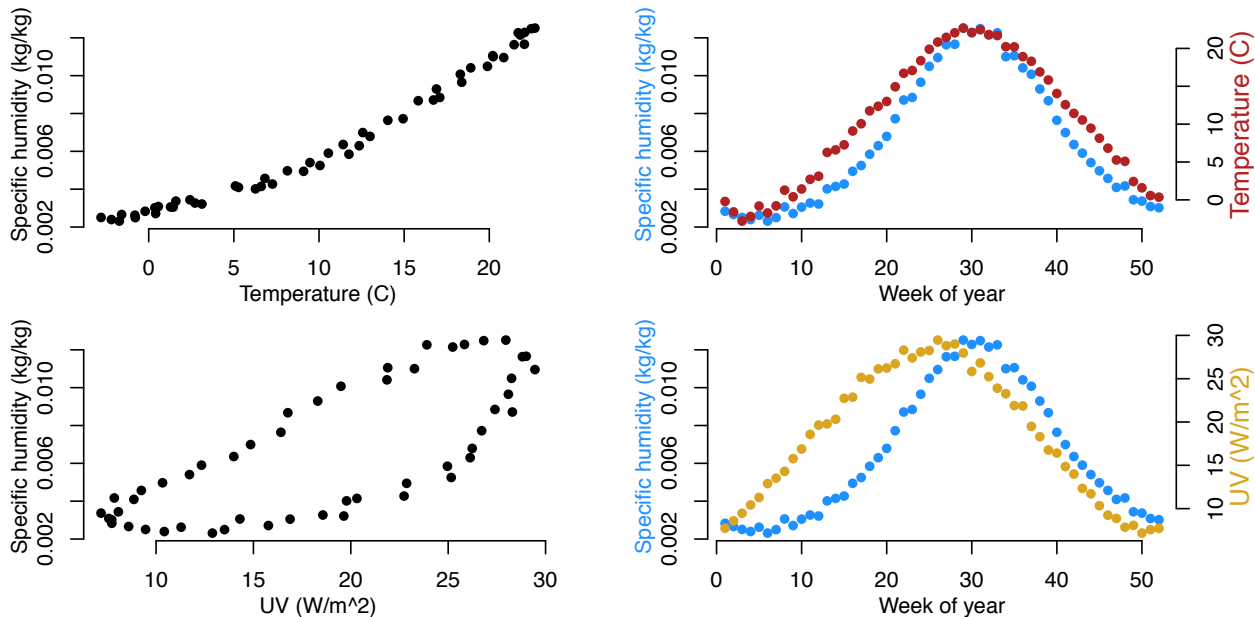 Specific humidity (kg/kg)
0.002 0.006 0.010
0 5 10 15 20
Temperature (C)
Specific humidity (kg/kg)
0.002 0.006 0.010
0 10 20 30 40 50
Week of year
0 5 10 20
Temperature (C)
Specific humidity (kg/kg)
0.002 0.006 0.010
10 15 20 25 30
UV (W/m^2)
Specific humidity (kg/kg)
0.002 0.006 0.010
0 10 20 30 40 50
Week of year
10 15 20 25 30
UV (W/m^2)